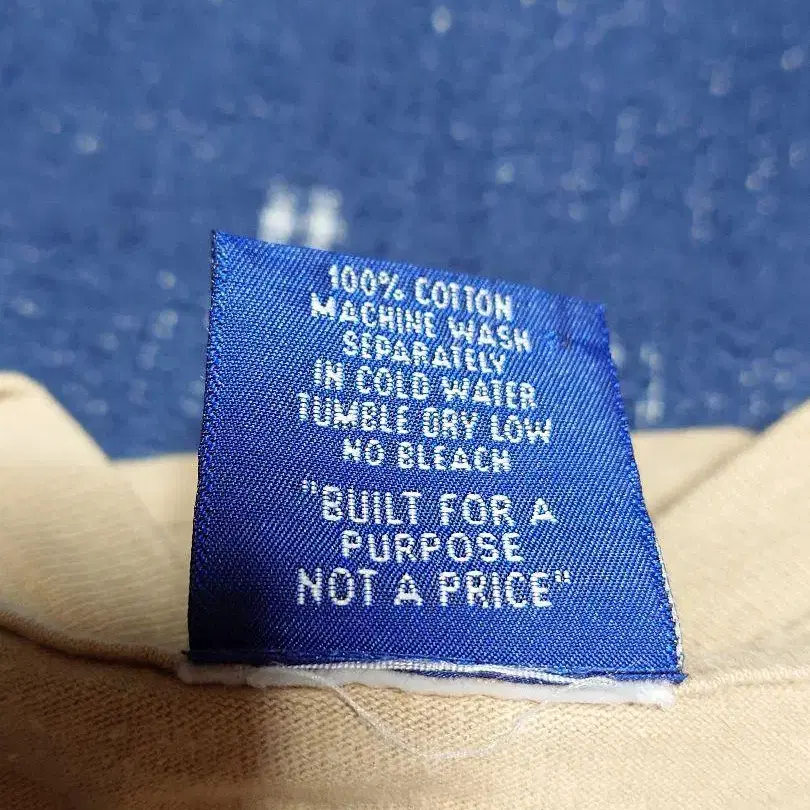 100% COTTON
MACHINE WASH
SEPARATELY
IN COLD WATER
TUMBLE DRY LOW
NO BLEACH
"BUILT FOR A
PURPOSE
NOT A PRICE"